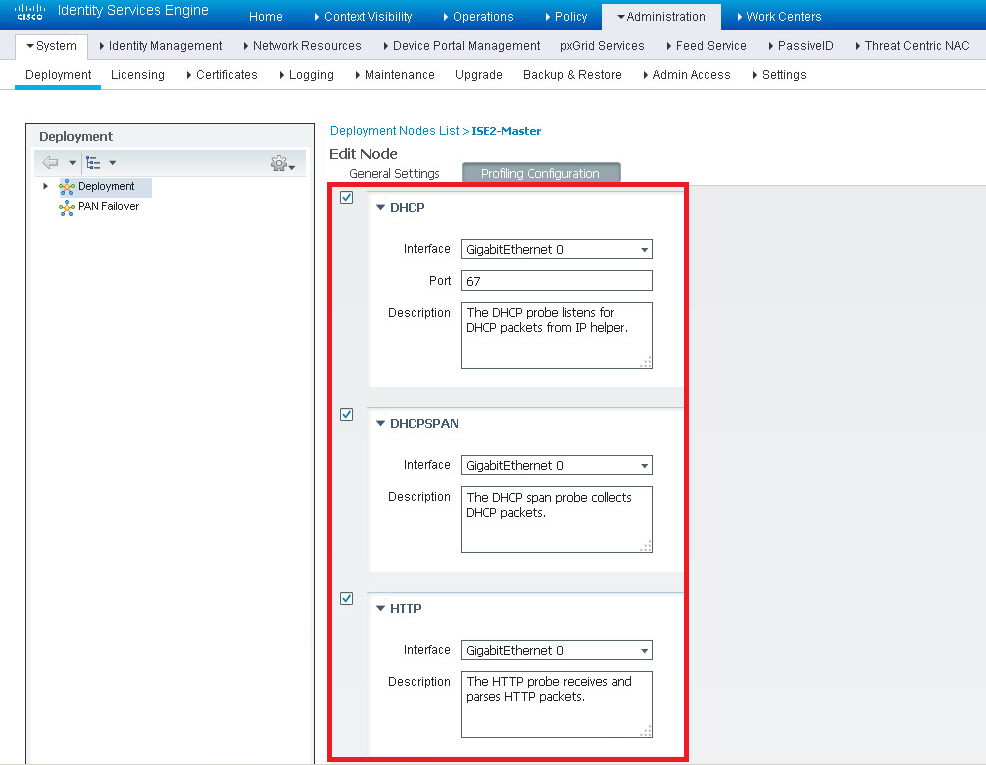 cisco Identity Services Engine Home Context Visibility Operations Policy Administration Work Centers
System Identity Management Network Resources Device Portal Management pxGrid Services Feed Service PassiveID Threat Centric NAC
Deployment Licensing Certificates Logging Maintenance Upgrade Backup & Restore Admin Access Settings
Deployment
Deployment
PAN Failover
Deployment Nodes List > ISE2-Master
Edit Node
General Settings Profiling Configuration
DHCP
Interface GigabitEthernet 0
Port 67
Description The DHCP probe listens for
DHCP packets from IP helper.
DHCPSPAN
Interface GigabitEthernet 0
Description The DHCP span probe collects
DHCP packets.
HTTP
Interface GigabitEthernet 0
Description The HTTP probe receives and
parses HTTP packets.